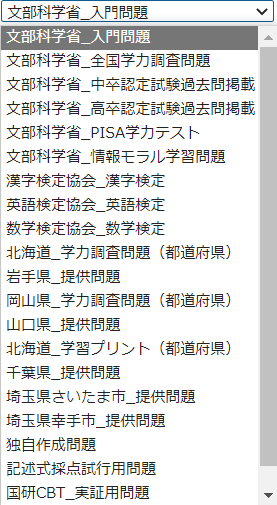 文部科学省_入門問題
文部科学省_入門問題
文部科学省_全国学力調査問題
文部科学省_中卒認定試験過去問掲載
文部科学省_高卒認定試験過去問掲載
文部科学省_PISA学力テスト
文部科学省_情報モラル学習問題
漢字検定協会_漢字検定
英語検定協会_英語検定
数学検定協会_数学検定
北海道_学力調査問題（都道府県）
岩手県_提供問題
岡山県_学力調査問題（都道府県）
山口県_提供問題
北海道_学習プリント（都道府県）
千葉県_提供問題
埼玉県さいたま市_提供問題
埼玉県幸手市_提供問題
独自作成問題
記述式採点試行用問題
国研CBT_実証用問題